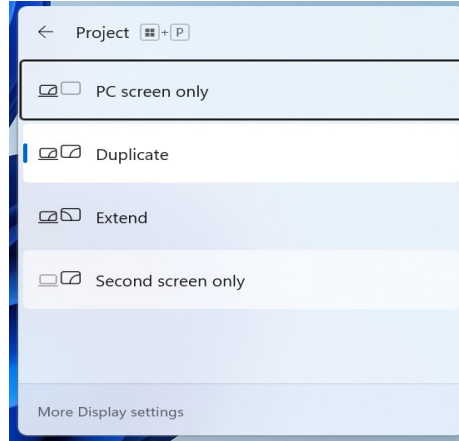 Project + P
PC screen only
Duplicate
Extend
Second screen only
More Display settings